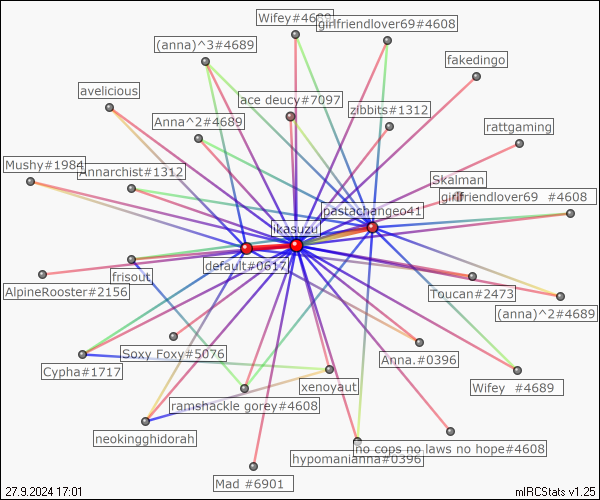 Wifey#4689
girlfriendlover69#4608
(anna)^3#4689
fakedingo
avelicious
ace deucy#7097
zibbits#1312
Anna^2#4689
rattgaming
Mushy#1984
Annarchist#1312
Skalman
girlfriendlover69 #4608
pastachangeo41
likasuzu
default#0617
frisout
AlpineRooster#2156
Toucan#2473
(anna)^2#4689
Soxy Foxy#5076
Anna.#0396
Cypha#1717
xenoyaut
Wifey #4689
ramshackle gorey#4608
neokingghidorah
no cops no laws no hope#4608
hypomanianna#0396
Mad #6901
27.9.2024 17:01
mIRCStats v1.25